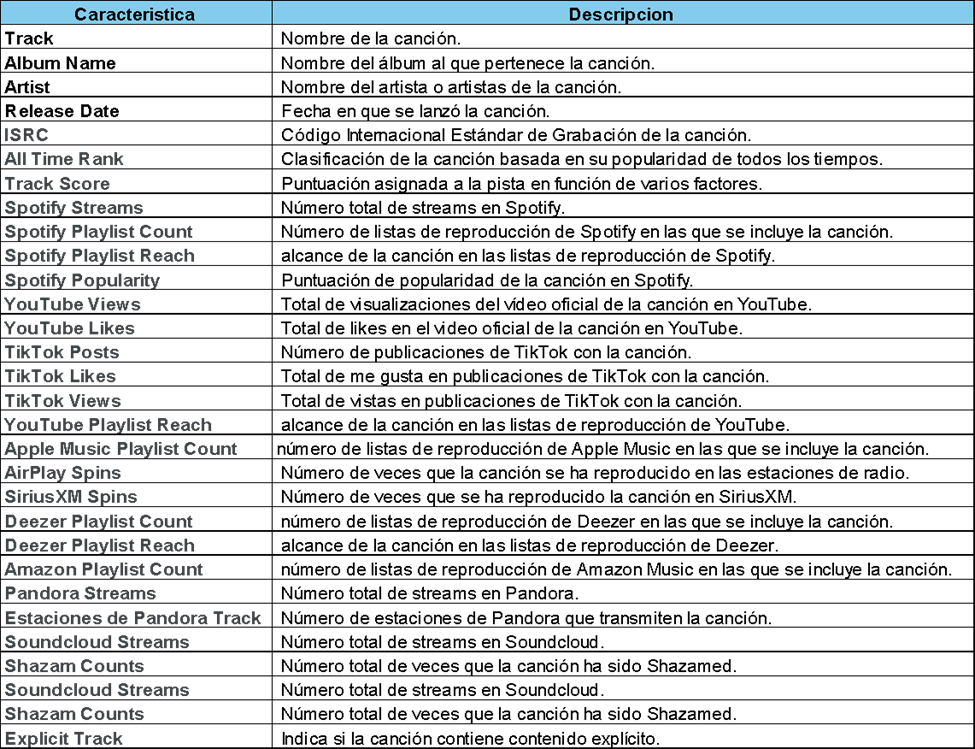 Caracteristica Descripcion
Track Nombre de la canción.
Album Name Nombre del álbum al que pertenece la canción.
Artist Nombre del artista o artistas de la canción.
Release Date Fecha en que se lanzó la canción.
ISRC Código Internacional Estándar de Grabación de la canción.
All Time Rank Clasificación de la canción basada en su popularidad de todos los tiempos.
Track Score Puntuación asignada a la pista en función de varios factores.
Spotify Streams Número total de streams en Spotify.
Spotify Playlist Count Número de listas de reproducción de Spotify en las que se incluye la canción.
Spotify Playlist Reach alcance de la canción en las listas de reproducción de Spotify.
Spotify Popularity Puntuación de popularidad de la canción en Spotify.
YouTube Views Total de visualizaciones del vídeo oficial de la canción en YouTube.
YouTube Likes Total de likes en el video oficial de la canción en YouTube.
TikTok Posts Número de publicaciones de TikTok con la canción.
TikTok Likes Total de me gusta en publicaciones de TikTok con la canción.
TikTok Views Total de vistas en publicaciones de TikTok con la canción.
YouTube Playlist Reach alcance de la canción en las listas de reproducción de YouTube.
Apple Music Playlist Count número de listas de reproducción de Apple Music en las que se incluye la canción.
AirPlay Spins Número de veces que la canción se ha reproducido en las estaciones de radio.
SiriusXM Spins Número de veces que se ha reproducido la canción en SiriusXM.
Deezer Playlist Count número de listas de reproducción de Deezer en las que se incluye la canción.
Deezer Playlist Reach alcance de la canción en las listas de reproducción de Deezer.
Amazon Playlist Count número de listas de reproducción de Amazon Music en las que se incluye la canción.
Pandora Streams Número total de streams en Pandora.
Estaciones de Pandora Track Número de estaciones de Pandora que transmiten la canción.
Soundcloud Streams Número total de streams en Soundcloud.
Shazam Counts Número total de veces que la canción ha sido Shazamed.
Soundcloud Streams Número total de streams en Soundcloud.
Shazam Counts Número total de veces que la canción ha sido Shazamed.
Explicit Track Indica si la canción contiene contenido explícito.